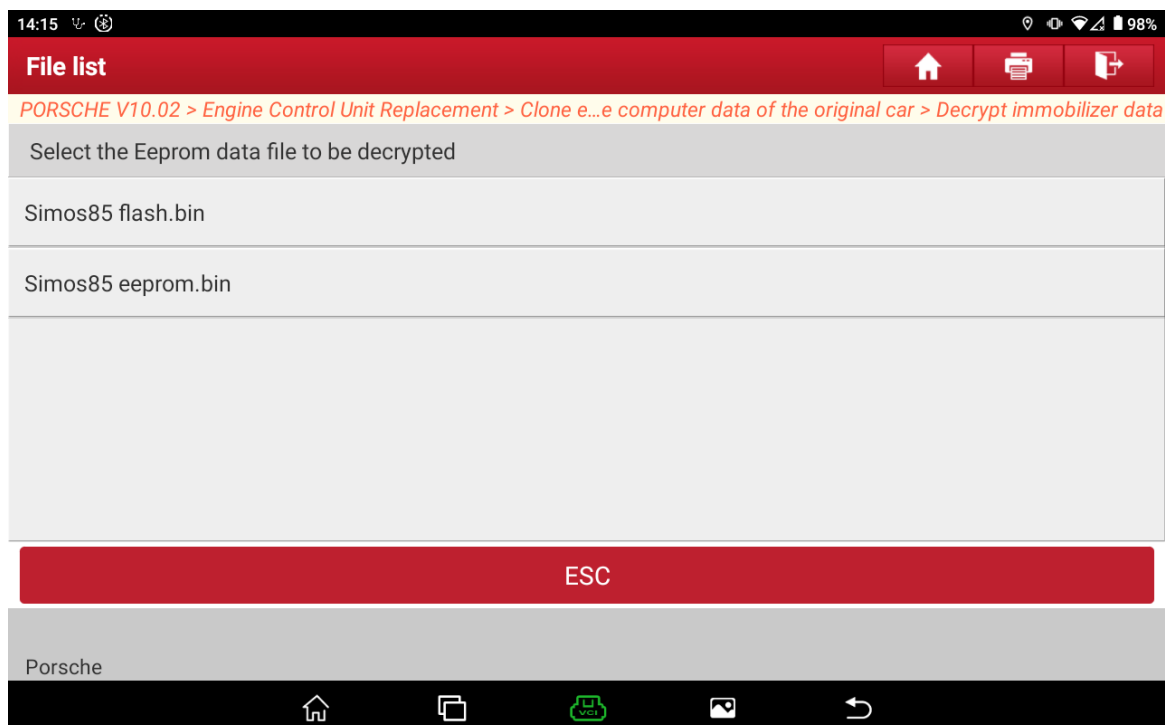 14:15
98%
File list
PORSCHE V10.02 > Engine Control Unit Replacement > Clone e...e computer data of the original car > Decrypt immobilizer data
Select the Eeprom data file to be decrypted
Simos85 flash.bin
Simos85 eeprom.bin
ESC
Porsche
VCI